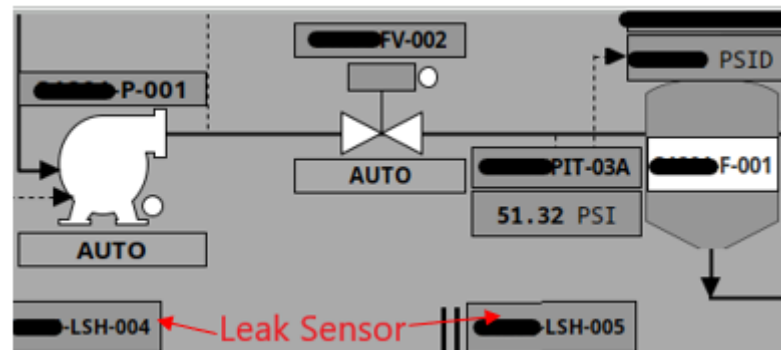 FV-002
PSID
-P-001
PIT-03A
F-001
AUTO
51.32 PSI
AUTO
-LSH-004
Leak Sensor
-LSH-005